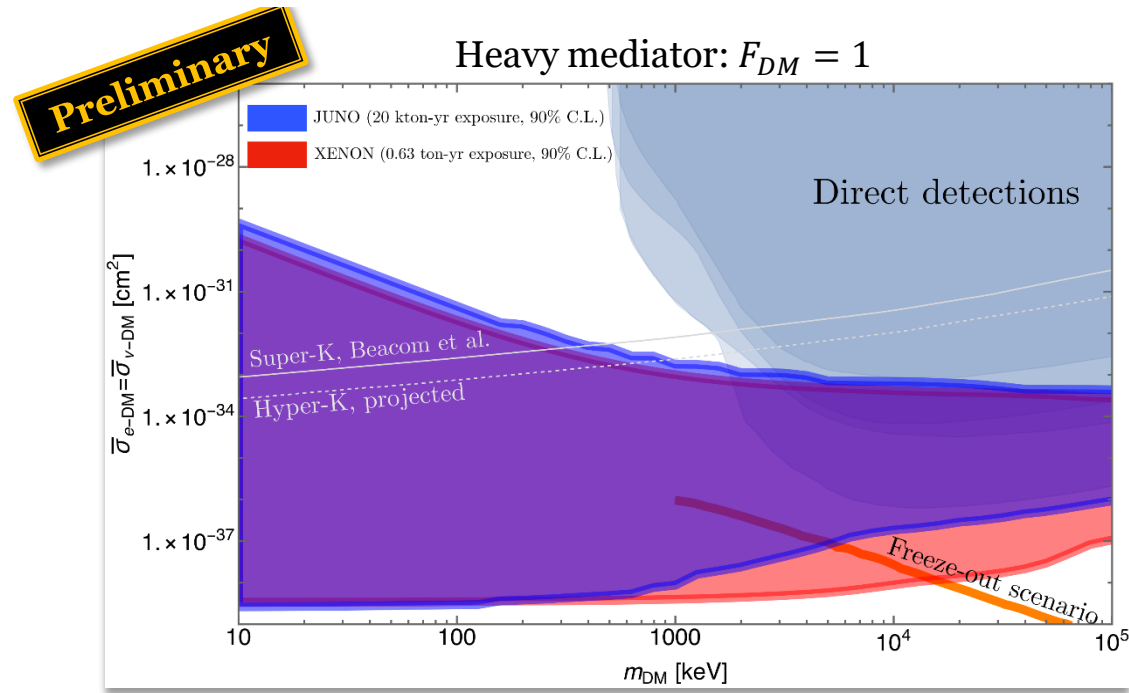 Preliminary
Heavy mediator: F_DM = 1
JUNO (20 kton-yr exposure, 90% C.L.)
XENON (0.63 ton-yr exposure, 90% C.L.)
Direct detections
1.×10^-28
1.×10^-31
1.×10^-34
1.×10^-37
σ̅_e-DM=σ̅_ν-DM [cm^2]
Super-K, Beacom et al.
Hyper-K, projected
Freeze-out scenario
10
100
1000
10^4
10^5
m_DM [keV]